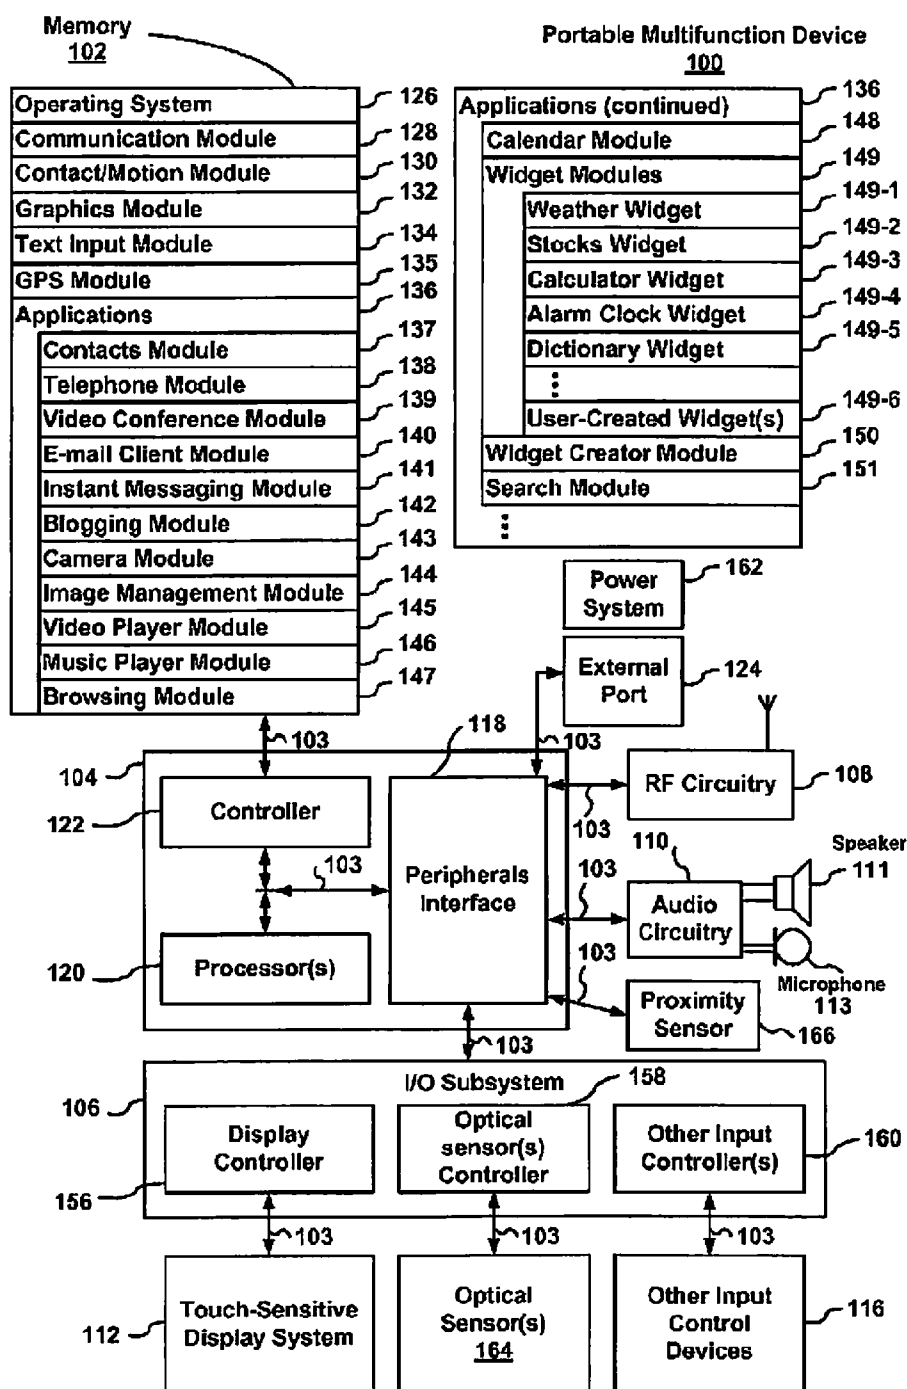 Memory
102
Portable Multifunction Device
100
Operating System 126
Communication Module 128
Contact/Motion Module 130
Graphics Module 132
Text Input Module 134
GPS Module 135
Applications 136
Contacts Module 137
Telephone Module 138
Video Conference Module 139
E-mail Client Module 140
Instant Messaging Module 141
Blogging Module 142
Camera Module 143
Image Management Module 144
Video Player Module 145
Music Player Module 146
Browsing Module 147
Applications (continued) 136
Calendar Module 148
Widget Modules 149
Weather Widget 149-1
Stocks Widget 149-2
Calculator Widget 149-3
Alarm Clock Widget 149-4
Dictionary Widget 149-5
User-Created Widget(s) 149-6
Widget Creator Module 150
Search Module 151
Power
System
162
External
Port
124
103
118
103
104
Controller
122
103
Peripherals
Interface
Processor(s)
120
RF Circuitry
108
103
110
Speaker
111
103
Audio
Circuitry
Microphone
113
103
Proximity
Sensor
166
103
I/O Subsystem
106
158
Display
Controller
156
Optical
sensor(s)
Controller
Other Input
Controller(s)
160
103
103
103
Touch-Sensitive
Display System
112
Optical
Sensor(s)
164
Other Input
Control
Devices
116